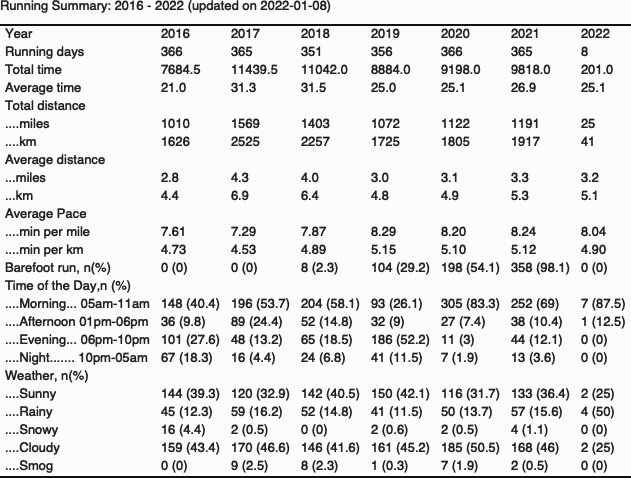 Running Summary: 2016 - 2022 (updated on 2022-01-08)
Year 2016 2017 2018 2019 2020 2021 2022
Running days 366 365 351 356 366 365 8
Total time 7684.5 11439.5 11042.0 8884.0 9198.0 9818.0 201.0
Average time 21.0 31.3 31.5 25.0 25.1 26.9 25.1
Total distance
....miles 1010 1569 1403 1072 1122 1191 25
....km 1626 2525 2257 1725 1805 1917 41
Average distance
...miles 2.8 4.3 4.0 3.0 3.1 3.3 3.2
...km 4.4 6.9 6.4 4.8 4.9 5.3 5.1
Average Pace
....min per mile 7.61 7.29 7.87 8.29 8.20 8.24 8.04
....min per km 4.73 4.53 4.89 5.15 5.10 5.12 4.90
Barefoot run, n(%) 0 (0) 0 (0) 8 (2.3) 104 (29.2) 198 (54.1) 358 (98.1) 0 (0)
Time of the Day,n (%)
....Morning... 05am-11am 148 (40.4) 196 (53.7) 204 (58.1) 93 (26.1) 305 (83.3) 252 (69) 7 (87.5)
....Afternoon 01pm-06pm 36 (9.8) 89 (24.4) 52 (14.8) 32 (9) 27 (7.4) 38 (10.4) 1 (12.5)
....Evening... 06pm-10pm 101 (27.6) 48 (13.2) 65 (18.5) 186 (52.2) 11 (3) 44 (12.1) 0 (0)
....Night....... 10pm-05am 67 (18.3) 16 (4.4) 24 (6.8) 41 (11.5) 7 (1.9) 13 (3.6) 0 (0)
Weather, n(%)
....Sunny 144 (39.3) 120 (32.9) 142 (40.5) 150 (42.1) 116 (31.7) 133 (36.4) 2 (25)
....Rainy 45 (12.3) 59 (16.2) 52 (14.8) 41 (11.5) 50 (13.7) 57 (15.6) 4 (50)
....Snowy 16 (4.4) 2 (0.5) 0 (0) 2 (0.6) 2 (0.5) 4 (1.1) 0 (0)
....Cloudy 159 (43.4) 170 (46.6) 146 (41.6) 161 (45.2) 185 (50.5) 168 (46) 2 (25)
....Smog 0 (0) 9 (2.5) 8 (2.3) 1 (0.3) 7 (1.9) 2 (0.5) 0 (0)